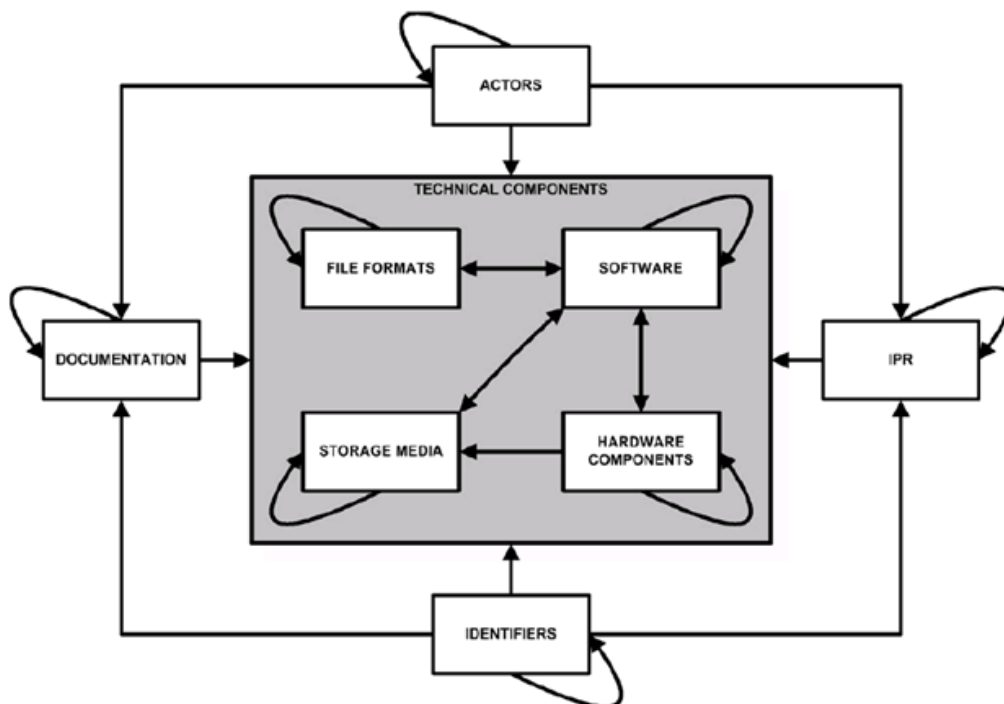 ACTORS
TECHNICAL COMPONENTS
FILE FORMATS
SOFTWARE
DOCUMENTATION
IPR
STORAGE MEDIA
HARDWARE
COMPONENTS
IDENTIFIERS